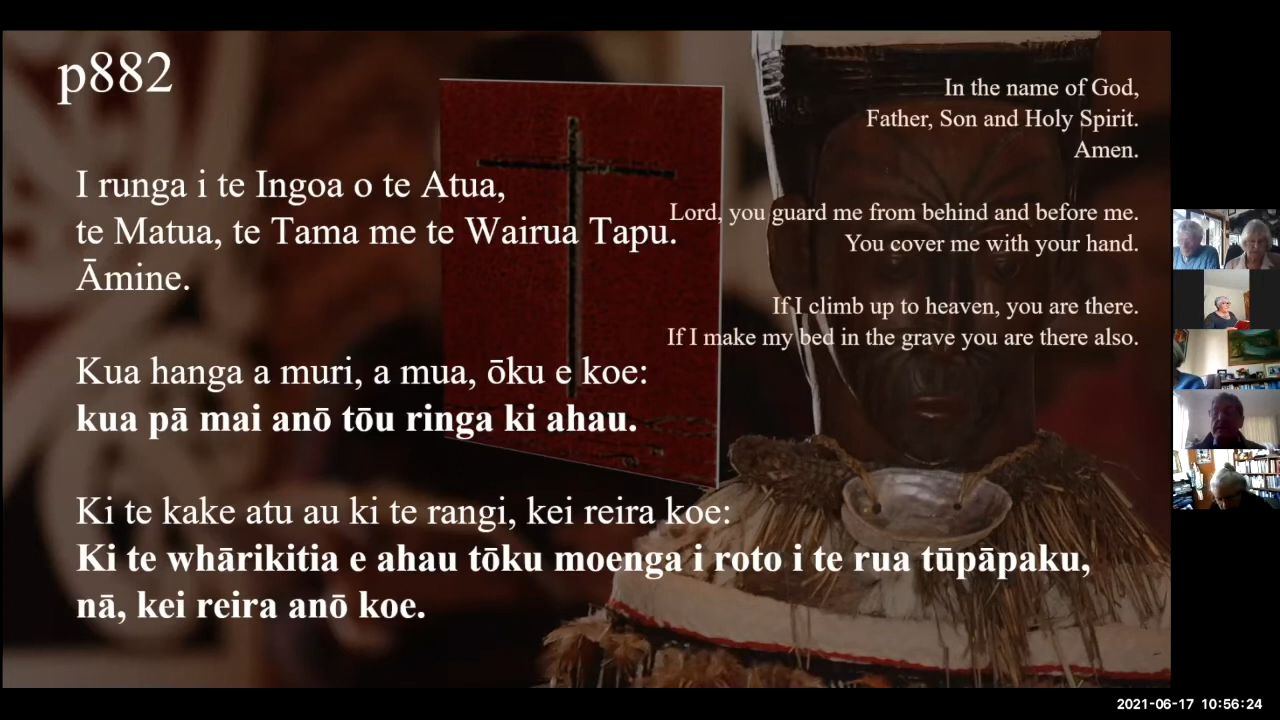 p882
I runga i te Ingoa o te Atua,
te Matua, te Tama me te Wairua Tapu.
Āmine.
Kua hanga a muri, a mua, ōku e koe:
kua pā mai anō tōu ringa ki ahau.
Ki te kake atu au ki te rangi, kei reira koe:
Ki te whārikitia e ahau tōku moenga i roto i te rua tūpāpaku,
nā, kei reira anō koe.
In the name of God,
Father, Son and Holy Spirit.
Amen.
Lord, you guard me from behind and before me.
You cover me with your hand.
If I climb up to heaven, you are there.
If I make my bed in the grave you are there also.
2021-06-17 10:56:24